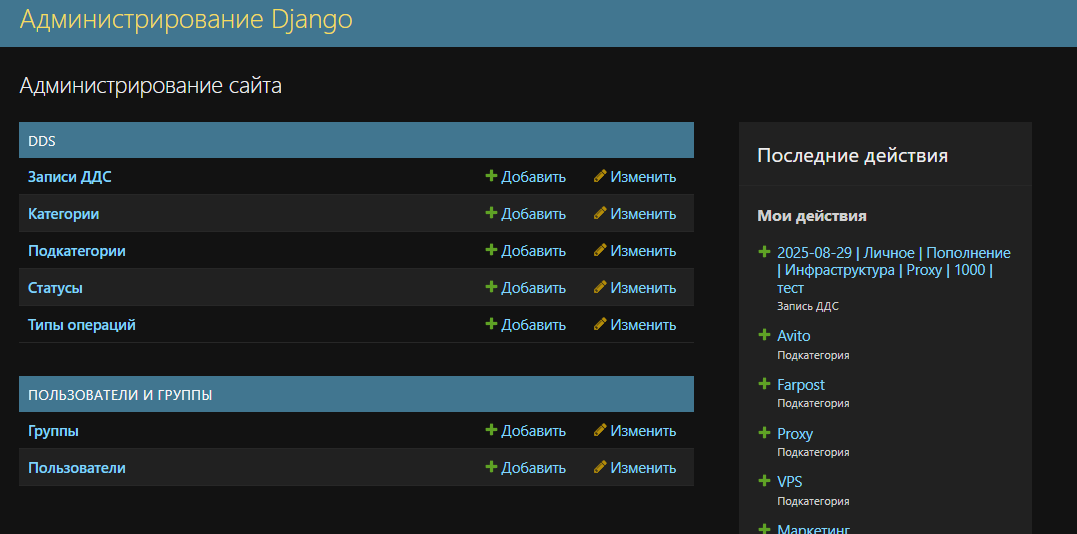 Администрирование Django
Администрирование сайта
DDS
Записи ДДС Добавить Изменить
Категории Добавить Изменить
Подкатегории Добавить Изменить
Статусы Добавить Изменить
Типы операций Добавить Изменить
ПОЛЬЗОВАТЕЛИ И ГРУППЫ
Группы Добавить Изменить
Пользователи Добавить Изменить
Последние действия
Мои действия
2025-08-29 | Личное | Пополнение
| Инфраструктура | Proxy | 1000 |
тест
Запись ДДС
Avito
Подкатегория
Farpost
Подкатегория
Proxy
Подкатегория
VPS
Подкатегория
Маркетинг